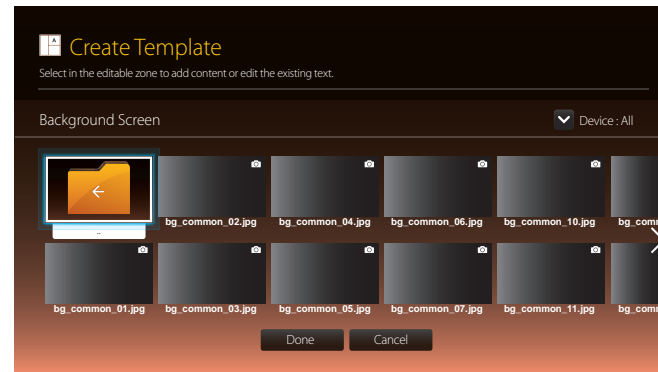 Create Template
Select in the editable zone to add content or edit the existing text.
Background Screen
Device : All
bg_common_02.jpg bg_common_04.jpg bg_common_06.jpg bg_common_10.jpg
..
bg_common_01.jpg bg_common_03.jpg bg_common_05.jpg bg_common_07.jpg bg_common_11.jpg
Done Cancel